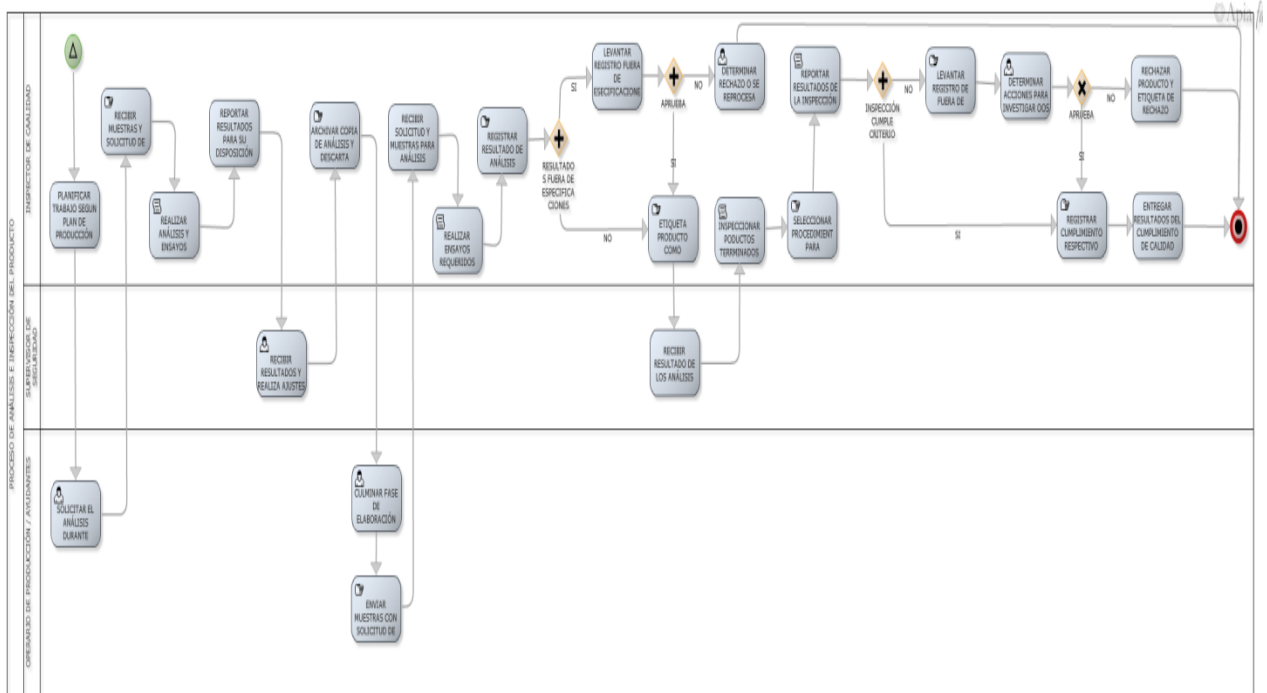 Apia
PROCESO DE ANÁLISIS E INSPECCIÓN DEL PRODUCTO
INSPECTOR DE CAALIDAD
PLANIFICAR
TRABAJO SEGUN
PLAN DE
PRODUCCIÓN
RECIBIR
MUESTRAS Y
SOLICITUD DE
REALIZAR
ANÁLISIS Y
ENSAYOS
REPORTAR
RESULTADOS
PARA SU
DISPOSICIÓN
ARCHIVAR COPIA
DE ANÁLISIS Y
DESCARTA
RECIBIR
SOLICITUD Y
MUESTRAS PARA
ANÁLISIS
REALIZAR
ENSAYOS
REQUERIDOS
REGISTRAR
RESULTADO DE
ANÁLISIS
RESULTADO
S FUERA DE
ESPECIFICA
CIONES
SI
NO
LEVANTAR
REGISTRO FUERA
DE
ESECIFICACIONE
APRUEBA
NO
SI
DETERMINAR
RECHAZO O SE
REPROCESA
ETIQUETA
PRODUCTO
COMO
INSPECCIONAR
PODUCTOS
TERRMINADOS
SELECCIONAR
PROCEDIMIENT
PARA
REPORTAR
RESULTADOS DE
LA INSPECCIÓN
INSPECCIÓN
CUMPLE
CRITERIO
NO
SI
LEVANTAR
REGISTRO DE
FUERA DE
DETERMINAR
ACCIONES PARA
INVESTIGAR OOS
APRUEBA
NO
SI
RECHAZAR
PRODUCTO Y
ETIQUETA DE
RECHAZO
REGISTRAR
CUMPLIMIENTO
RESPECTIVO
ENTREGAR
RESULTADOS DEL
CUMPLIMIENTO
DE CALIDAD
SUPERVISOR DE
SEGURIDAD
RECIBIR
RESULTADOS Y
REALIZA AJUSTES
RECIBIR
RESULTADO DE
LOS ANÁLISIS
OPERARIO DE PRODUCCIÓN / AYUDANTES
SOLICITAR EL
ANÁLISIS
DURANTE
CULMINAR FASE
DE
ELABORACIÓN
ENVIAR
MUESTRAS CON
SOLICITUD DE